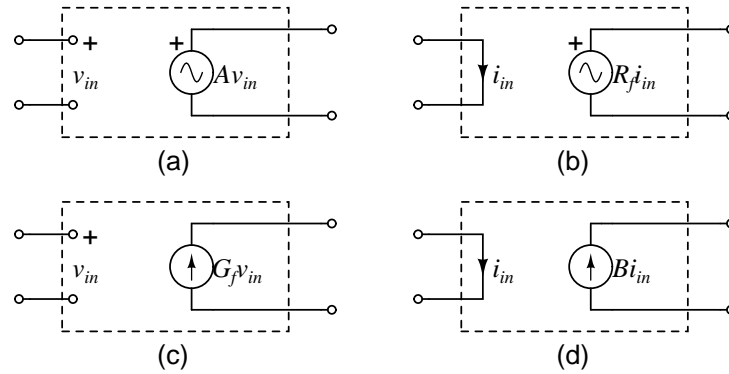 + + +
v_in Av_in i_in R_f i_in
(a) (b)
+
v_in G_f v_in i_in Bi_in
(c) (d)